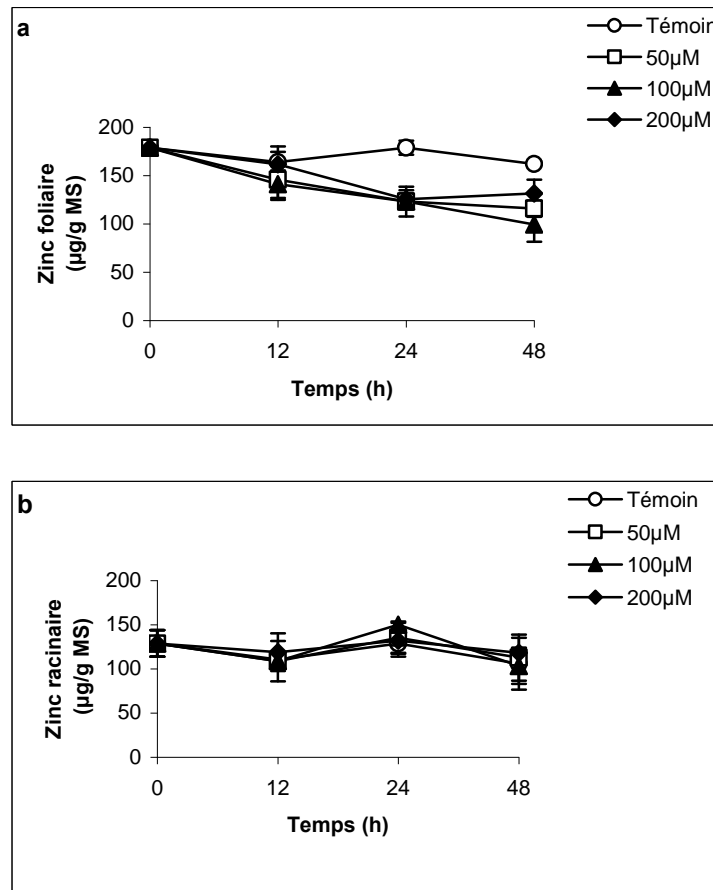 a
Témoin
50µM
100µM
200µM
Zinc foliaire
(µg/g MS)
200
150
100
50
0
0 12 24 48
Temps (h)
b
Témoin
50µM
100µM
200µM
Zinc racinaire
(µg/g MS)
200
150
100
50
0
0 12 24 48
Temps (h)